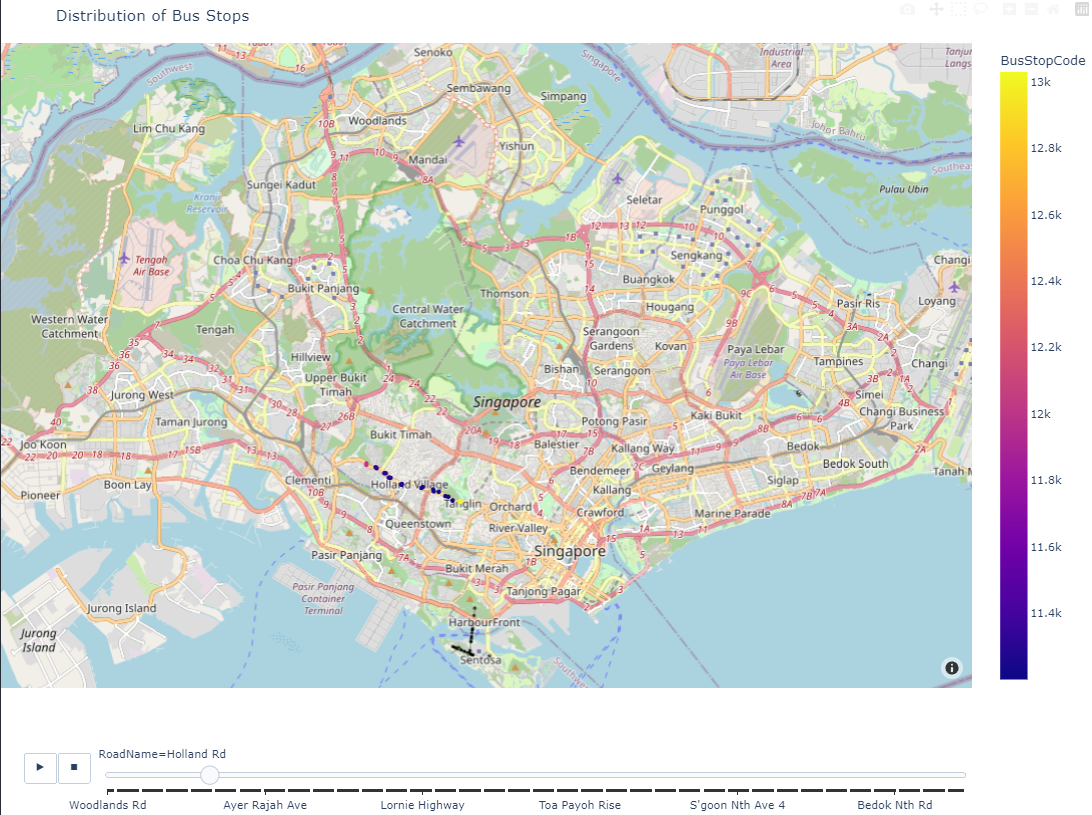 Distribution of Bus Stops
BusStopCode
13k
12.8k
12.6k
12.4k
12.2k
12k
11.8k
11.6k
11.4k
Senoko
Industrial
Area
Southwest
Singapore
Sembawang
Simpang
Lim Chu Kang
10B
Woodlands
Johor Bahru
Yishun
Mandai
8A
Sungei Kadut
Pulau Ubin
Kranji
Reservoir
Seletar
Punggol
Tengah
Air Base
Choa Chu Kang
Sengkang
Changi
Bukit Panjang
Buangkok
Thomson
Pasir Ris
Loyang
Western Water
Catchment
Central Water
Catchment
Hougang
Tengah
Serangoon
Gardens
Kovan
Paya Lebar
Paya Lebar
Air Base
Hillview
Bishan
Serangoon
Tampines
Changi
Upper Bukit
Timah
Jurong West
Simei
Singapore
Changi Business
Park
Taman Jurong
Potong Pasir
Kaki Bukit
Bukit Timah
Balestier
Kallang Way
Bedok
Joo Koon
Bendemeer
Geylang
Bedok South
Clementi
Holland Village
Siglap
Boon Lay
Pioneer
Kallang
Tanglin
Orchard
Crawford
Marine Parade
Queenstown
River Valley
Pasir Panjang
Singapore
Bukit Merah
Pasir Panjang
Container
Terminal
Tanjong Pagar
Jurong Island
HarbourFront
Jurong
Island
Sentosa
RoadName=Holland Rd
Woodlands Rd
Ayer Rajah Ave
Lornie Highway
Toa Payoh Rise
S'goon Nth Ave 4
Bedok Nth Rd